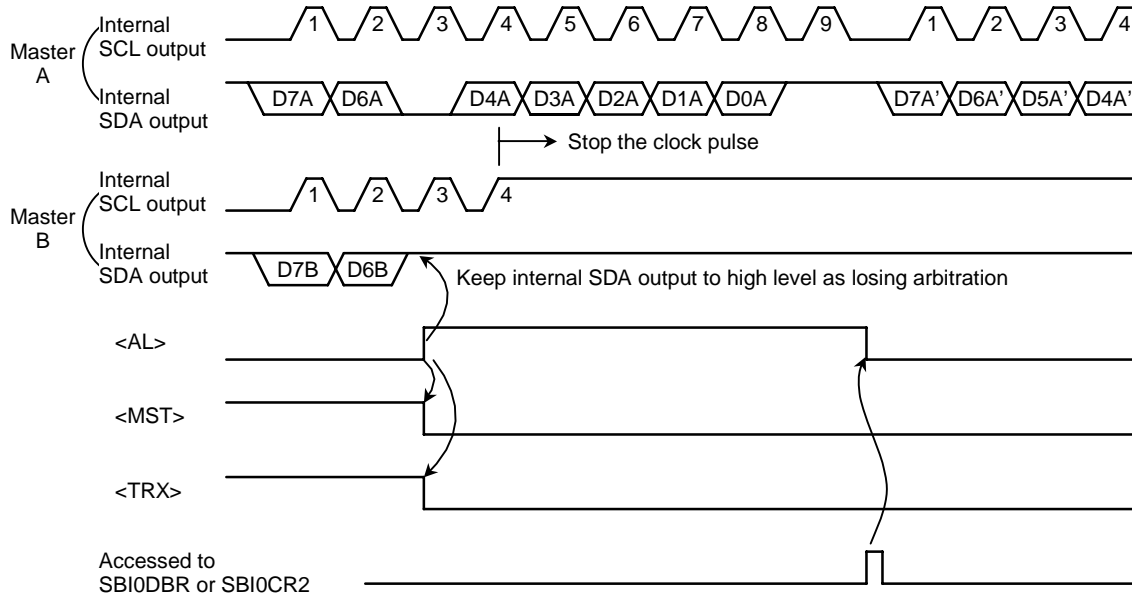 Master A
Internal SCL output
1 2 3 4 5 6 7 8 9 1 2 3 4
Internal SDA output
D7A D6A D4A D3A D2A D1A D0A D7A' D6A' D5A' D4A'
Stop the clock pulse
Master B
Internal SCL output
1 2 3 4
Internal SDA output
D7B D6B
Keep internal SDA output to high level as losing arbitration
<AL>
<MST>
<TRX>
Accessed to
SBI0DBR or SBI0CR2